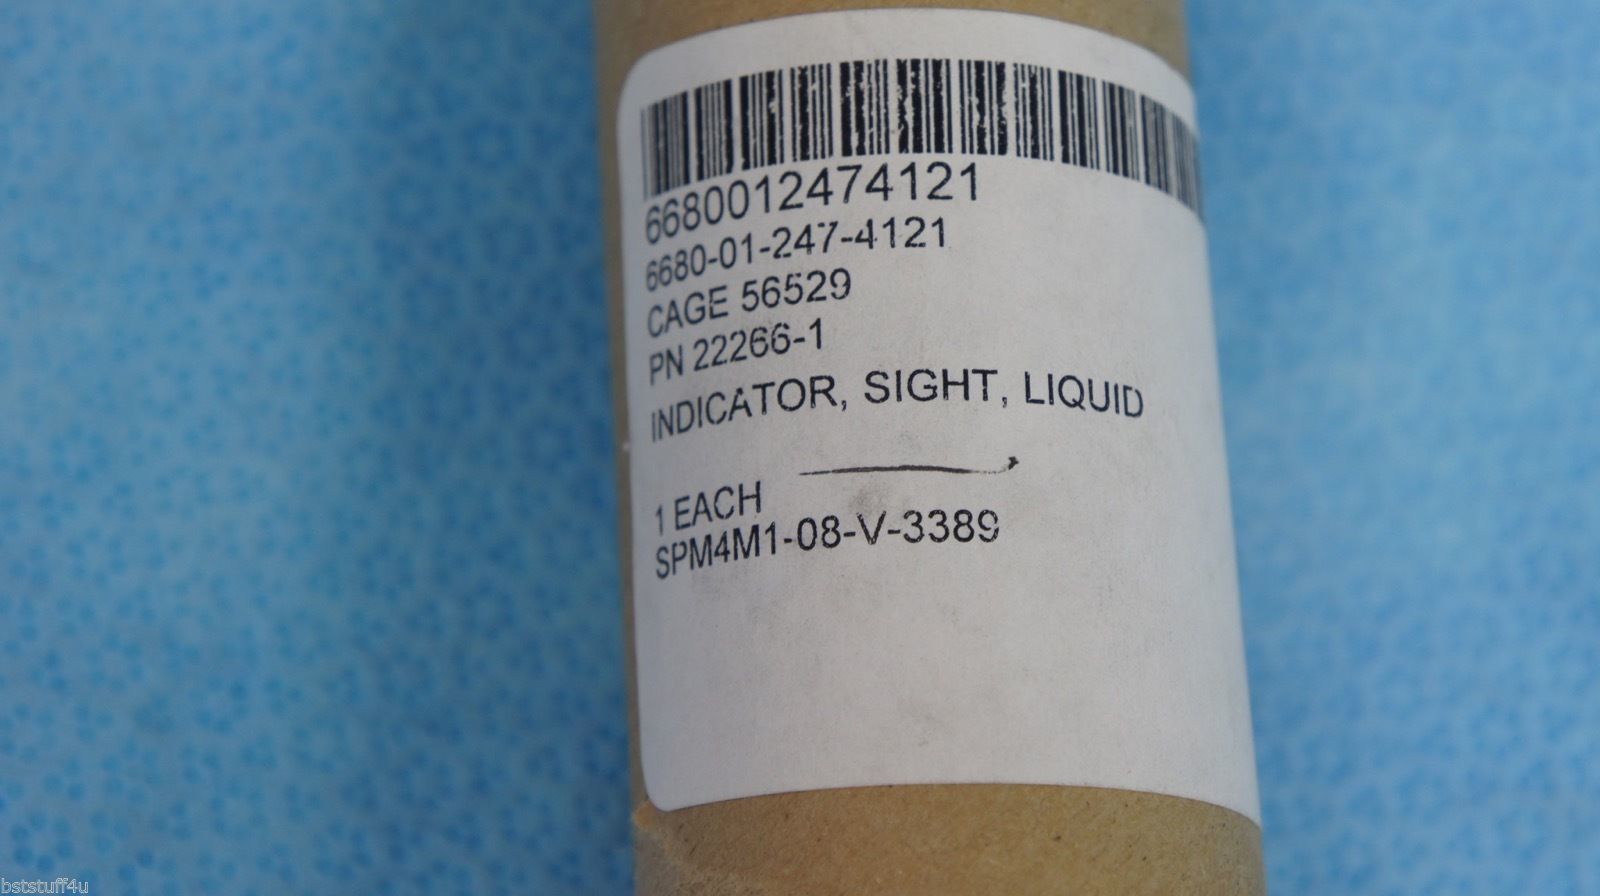 6680012474121
6680-01-247-4121
CAGE 56529
PN 22266-1
INDICATOR, SIGHT, LIQUID
1 EACH
SPM4M1-08-V-3389
bststuff4u